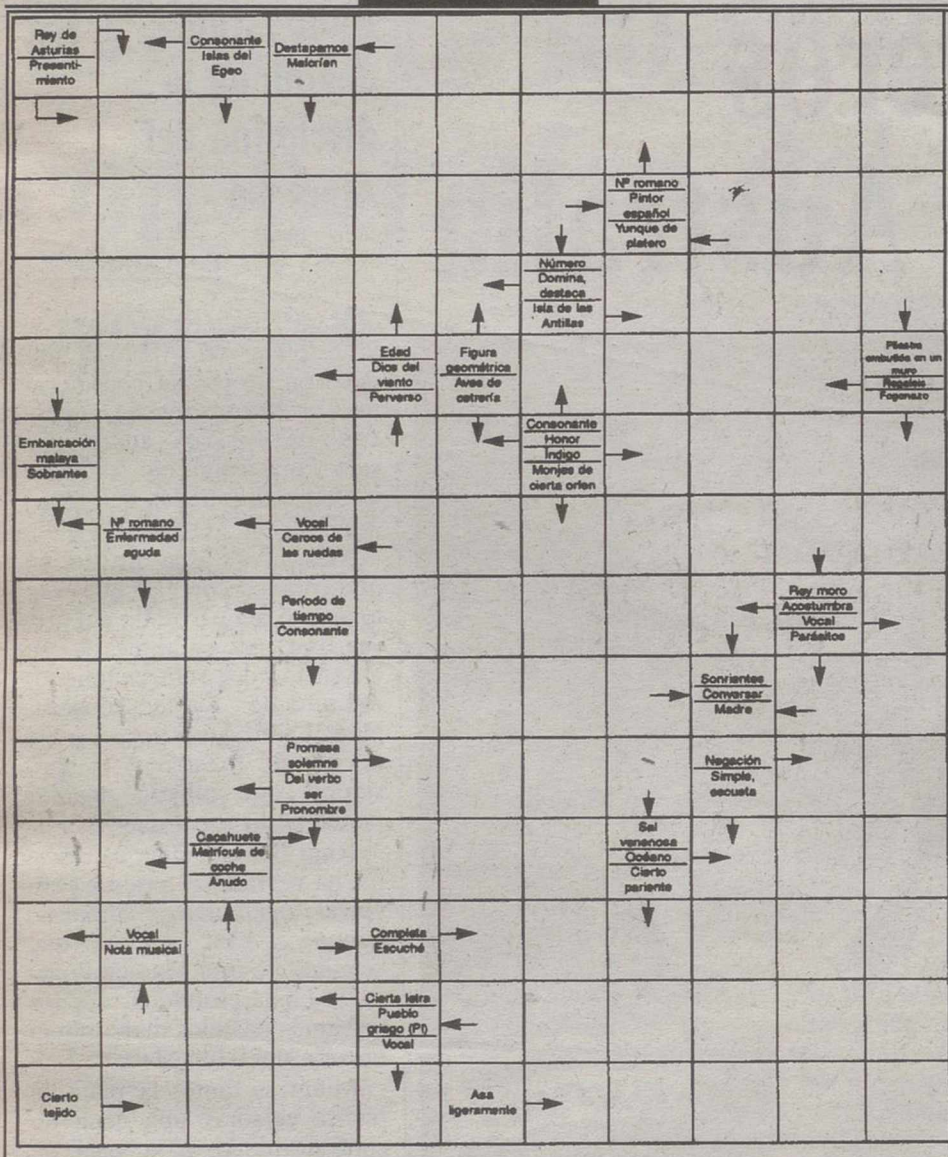 Rey de
Asturias
Presenti-
miento
Consonante
Islas del
Egeo
Destapamos
Malorían
Nº romano
Pintor
español
Yunque de
platero
Número
Domina,
destaca
Isla de las
Antillas
Edad
Dios del
viento
Perverso
Figura
geométrica
Aves de
cetrería
Pilastra
embutida en un
muro
Regaleis
Fogonazo
Embarcación
malaya
Sobrantes
Consonante
Honor
Índigo
Monjes de
cierta orden
Nº romano
Enfermedad
aguda
Vocal
Cercos de
las ruedas
Período de
tiempo
Consonante
Rey moro
Acostumbra
Vocal
Parásitos
Sonrientes
Conversar
Madre
Promesa
solemne
Del verbo
ser
Pronombre
Negación
Simple,
escueta
Cacahuete
Matrícula de
coche
Anudo
Sal
venenosa
Océano
Cierto
pariente
Vocal
Nota musical
Completa
Escuché
Cierta letra
Pueblo
griego (Pl)
Vocal
Cierto
tejido
Asa
ligeramente